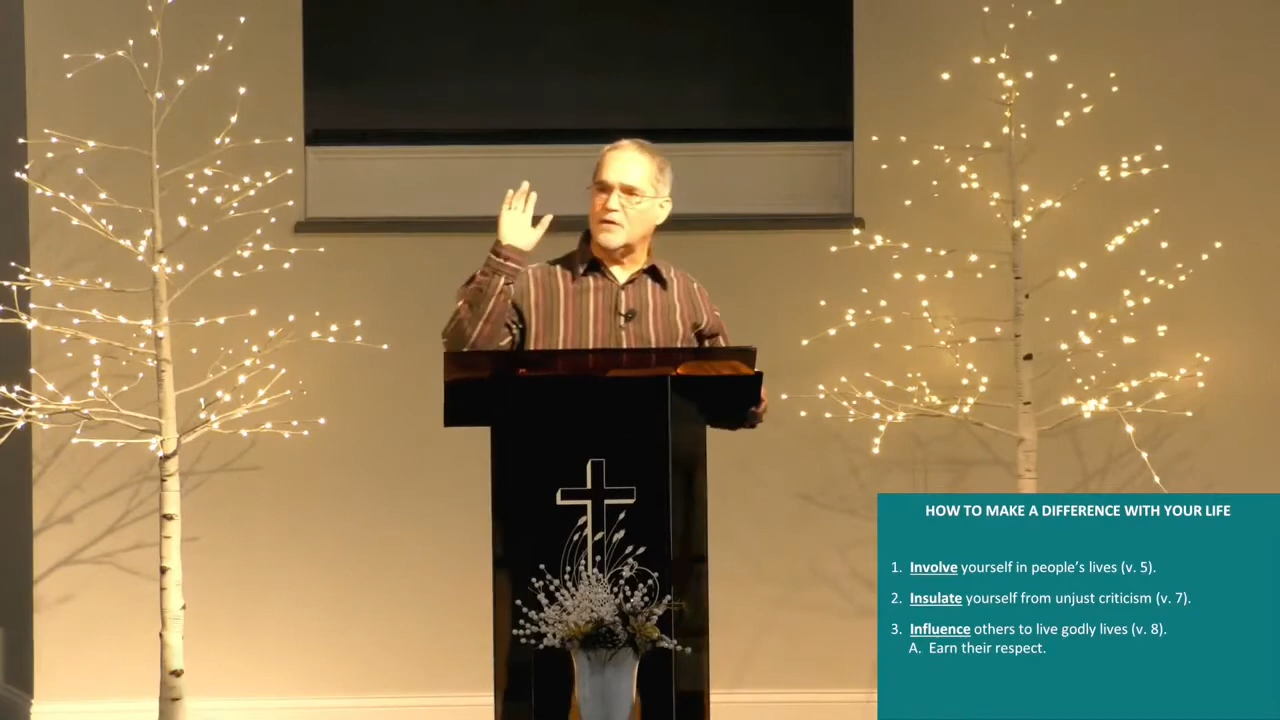 HOW TO MAKE A DIFFERENCE WITH YOUR LIFE
1. Involve yourself in people's lives (v. 5).
2. Insulate yourself from unjust criticism (v. 7).
3. Influence others to live godly lives (v. 8).
A. Earn their respect.